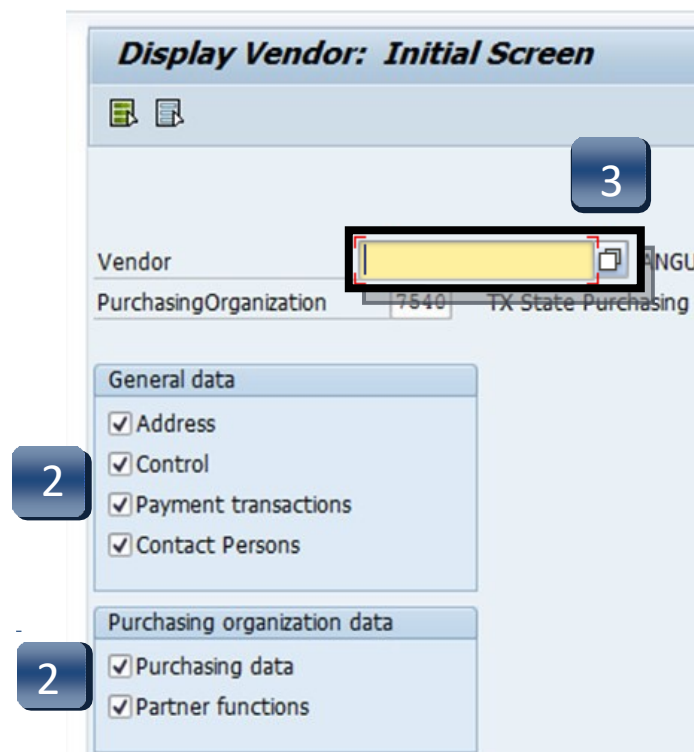 Display Vendor: Initial Screen
3
Vendor ANGU
PurchasingOrganization 7540 TX State Purchasing
General data
Address
Control
2
Payment transactions
Contact Persons
Purchasing organization data
Purchasing data
2
Partner functions